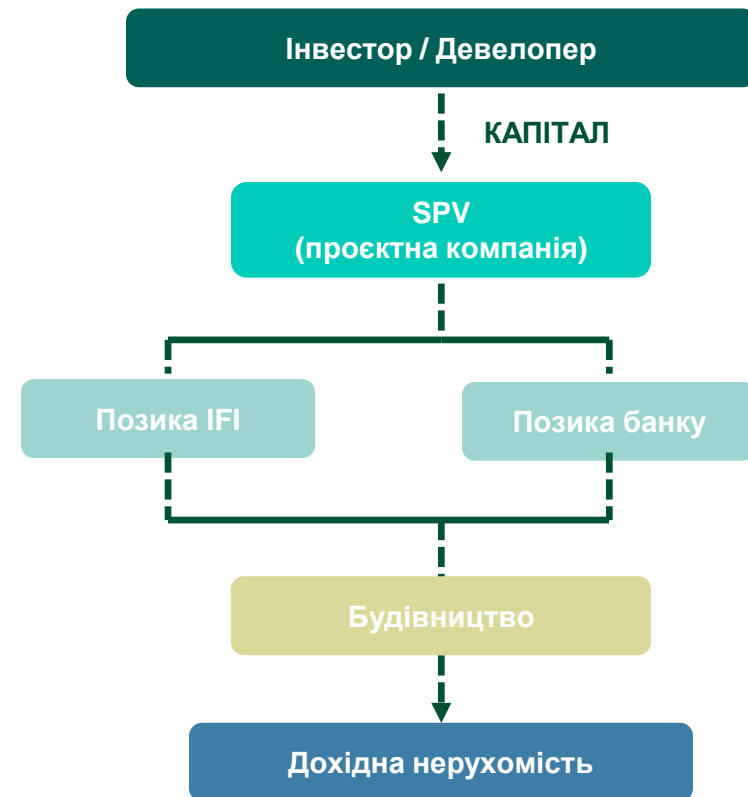 Інвестор / Девелопер
КАПІТАЛ
SPV
(проєктна компанія)
Позика IFI
Позика банку
Будівництво
Дохідна нерухомість